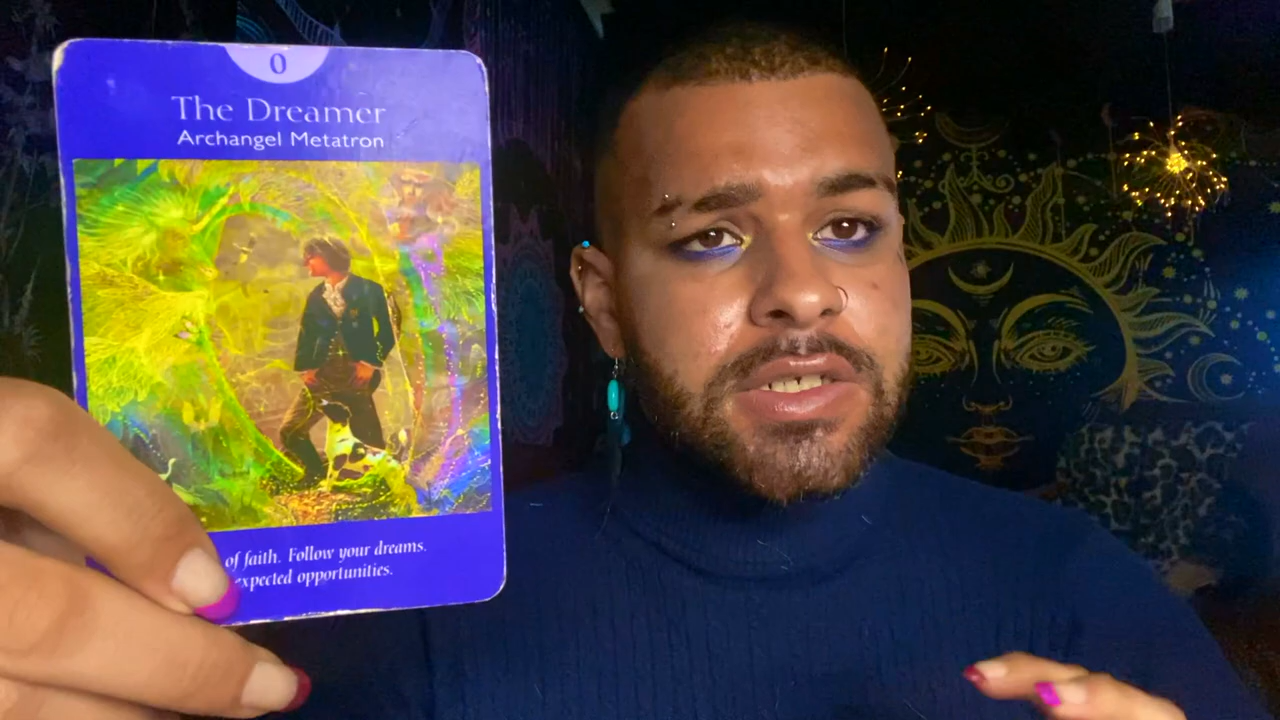 0
The Dreamer
Archangel Metatron
of faith. Follow your dreams.
expected opportunities.